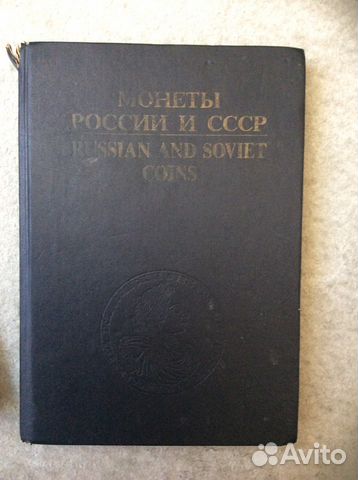 МОНЕТЫ
РОССИИ И СССР
RUSSIAN AND SOVIET
COINS
Avito